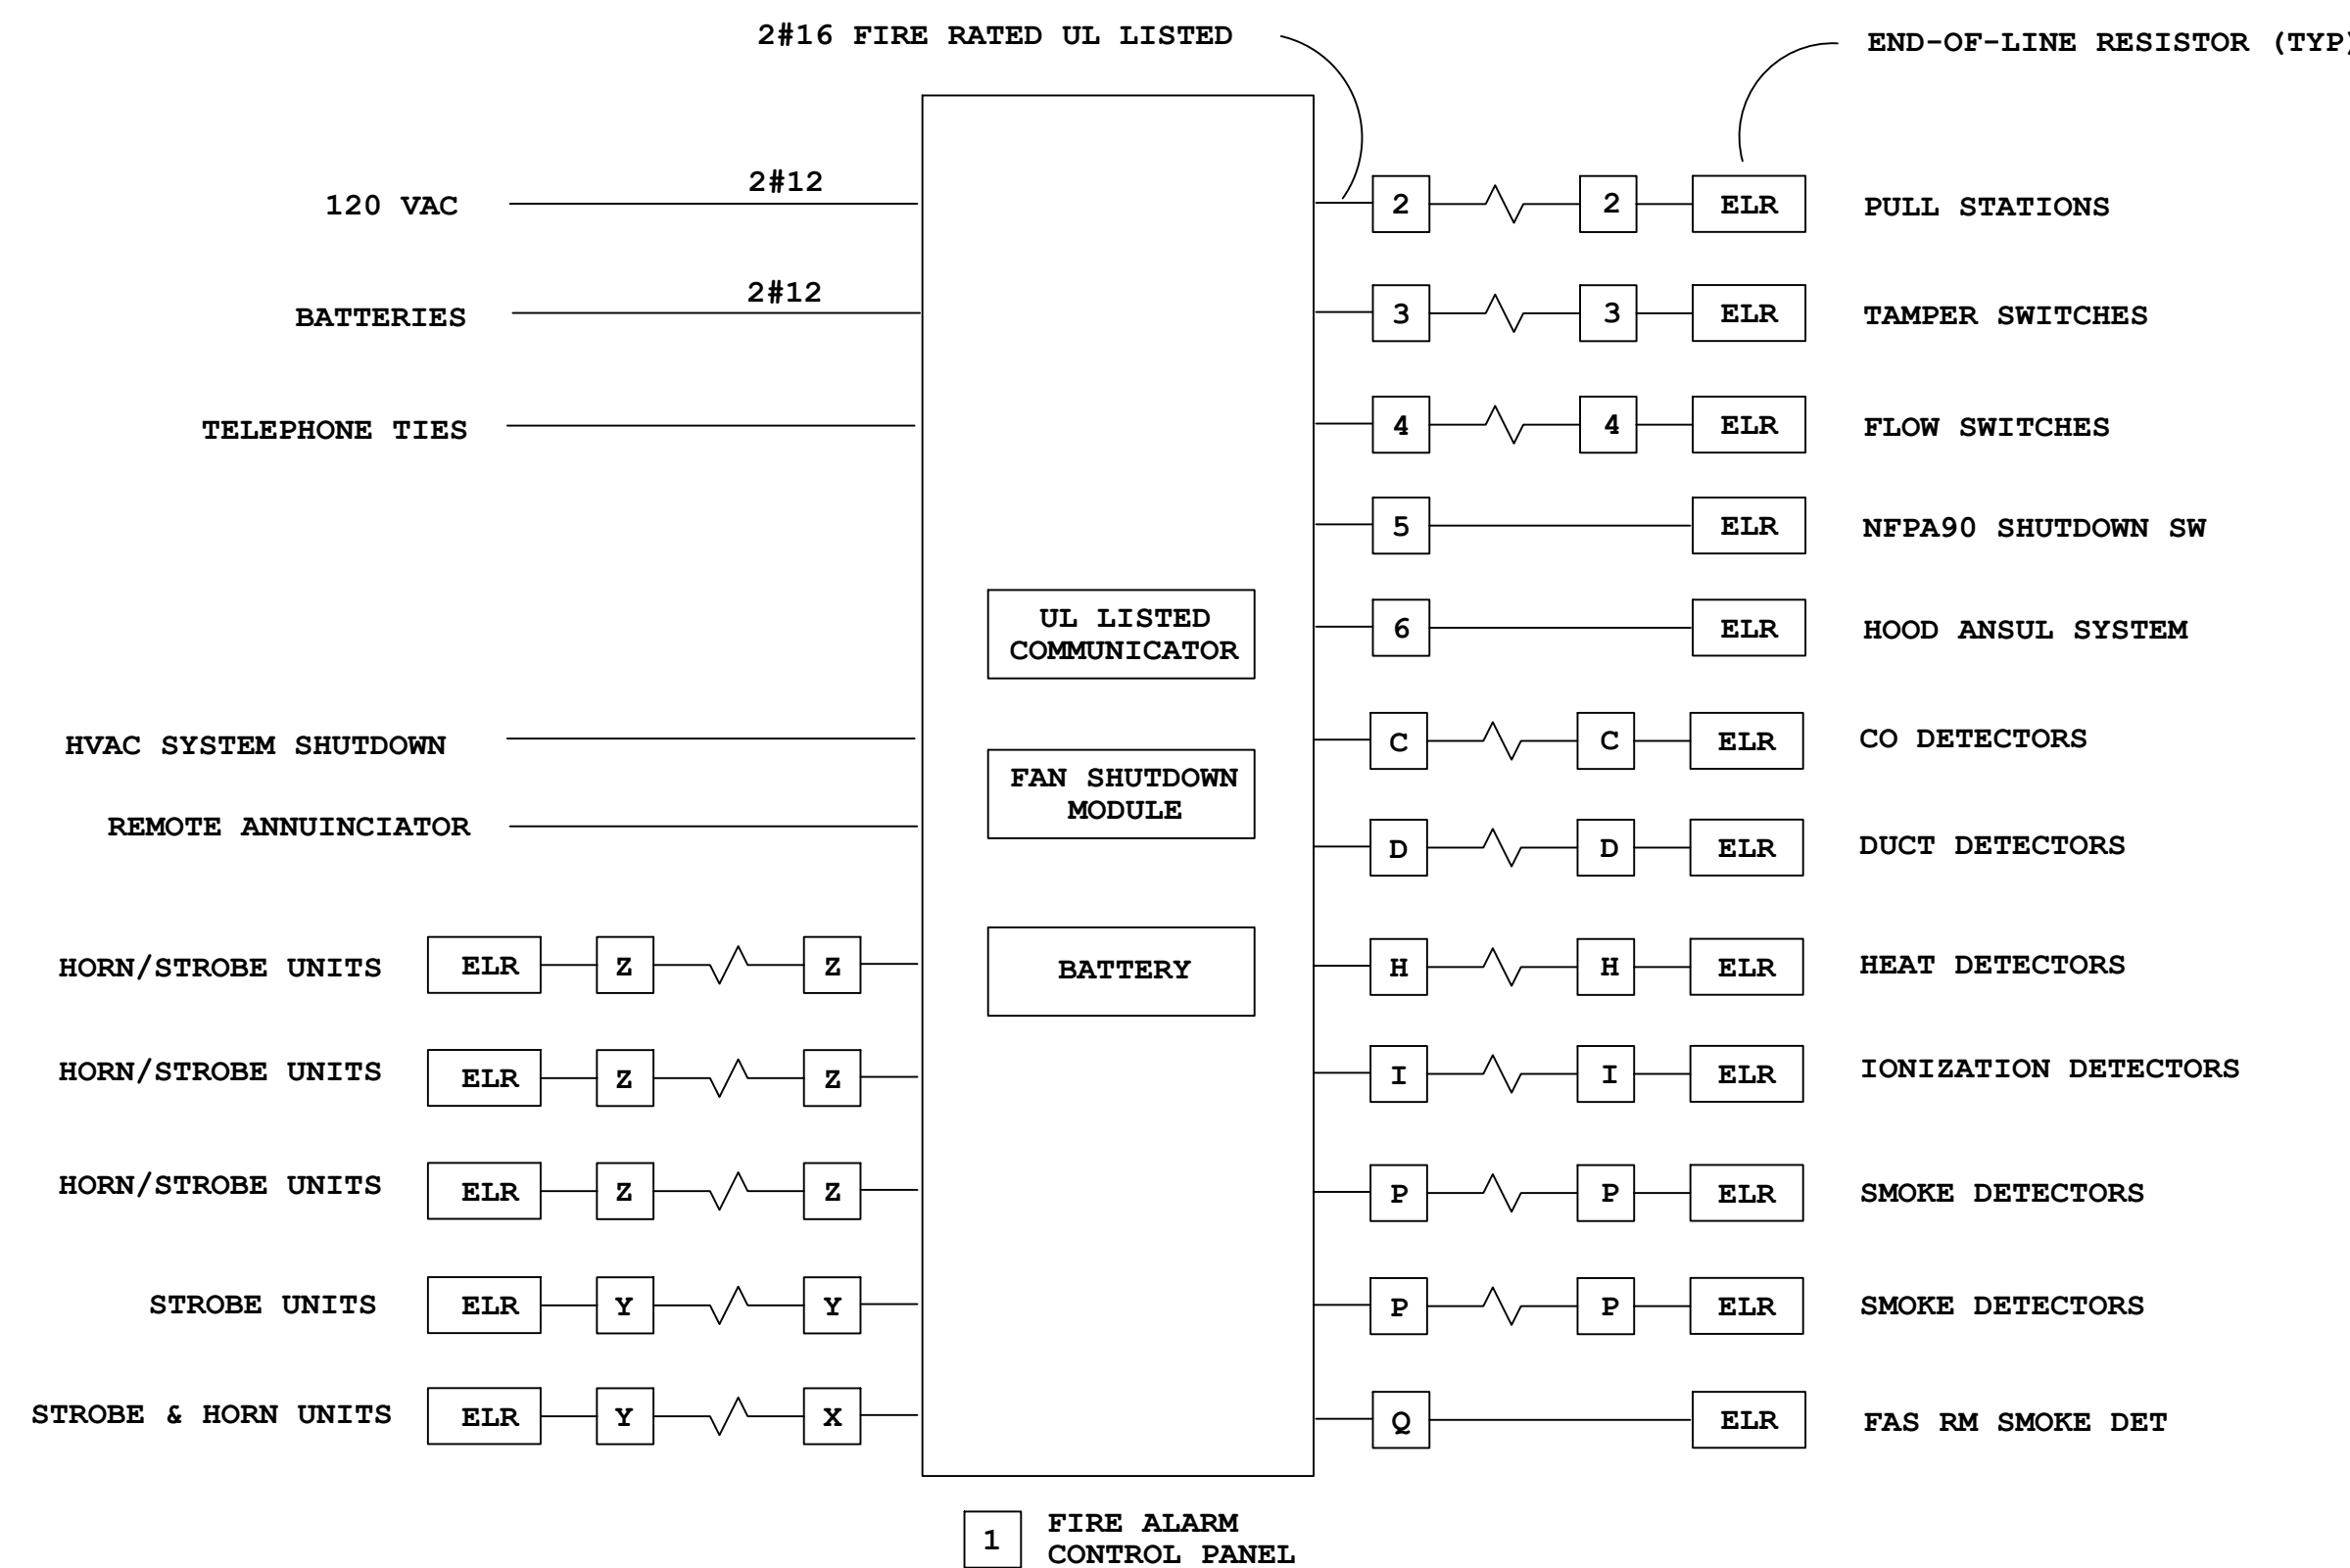 2#16 FIRE RATED UL LISTED
END-OF-LINE RESISTOR (TYP)
120 VAC
2#12
BATTERIES
2#12
TELEPHONE TIES
HVAC SYSTEM SHUTDOWN
REMOTE ANNUINCIATOR
HORN/STROBE UNITS
ELR Z Z
HORN/STROBE UNITS
ELR Z Z
HORN/STROBE UNITS
ELR Z Z
STROBE UNITS
ELR Y Y
STROBE & HORN UNITS
ELR Y X
UL LISTED
COMMUNICATOR
FAN SHUTDOWN
MODULE
BATTERY
2 2 ELR PULL STATIONS
3 3 ELR TAMPER SWITCHES
4 4 ELR FLOW SWITCHES
5 ELR NFPA90 SHUTDOWN SW
6 ELR HOOD ANSUL SYSTEM
C C ELR CO DETECTORS
D D ELR DUCT DETECTORS
H H ELR HEAT DETECTORS
I I ELR IONIZATION DETECTORS
P P ELR SMOKE DETECTORS
P P ELR SMOKE DETECTORS
Q ELR FAS RM SMOKE DET
1 FIRE ALARM
CONTROL PANEL